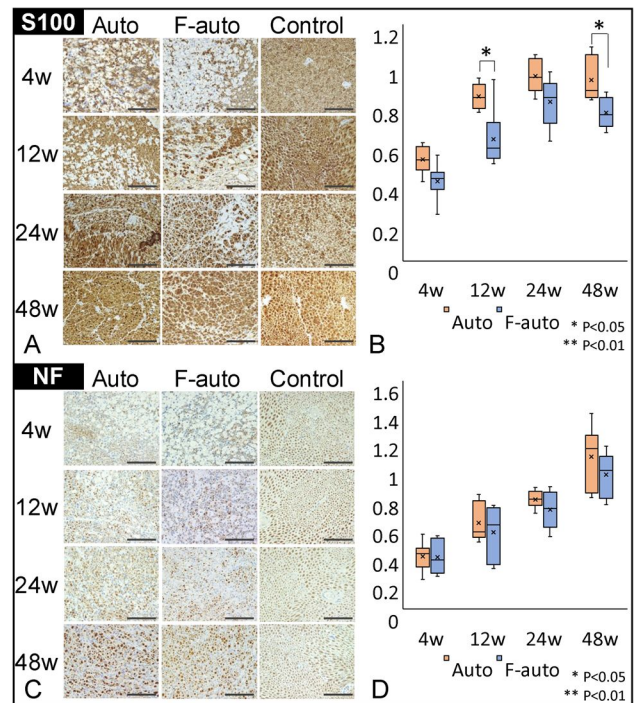 S100
Auto F-auto Control
4w
12w
24w
48w
A
1.2
1
0.8
0.6
0.4
0.2
0
* *
4w 12w 24w 48w
Auto F-auto
* P<0.05
** P<0.01
B
NF
Auto F-auto Control
4w
12w
24w
48w
C
1.6
1.4
1.2
1
0.8
0.6
0.4
0.2
0
4w 12w 24w 48w
Auto F-auto
* P<0.05
** P<0.01
D